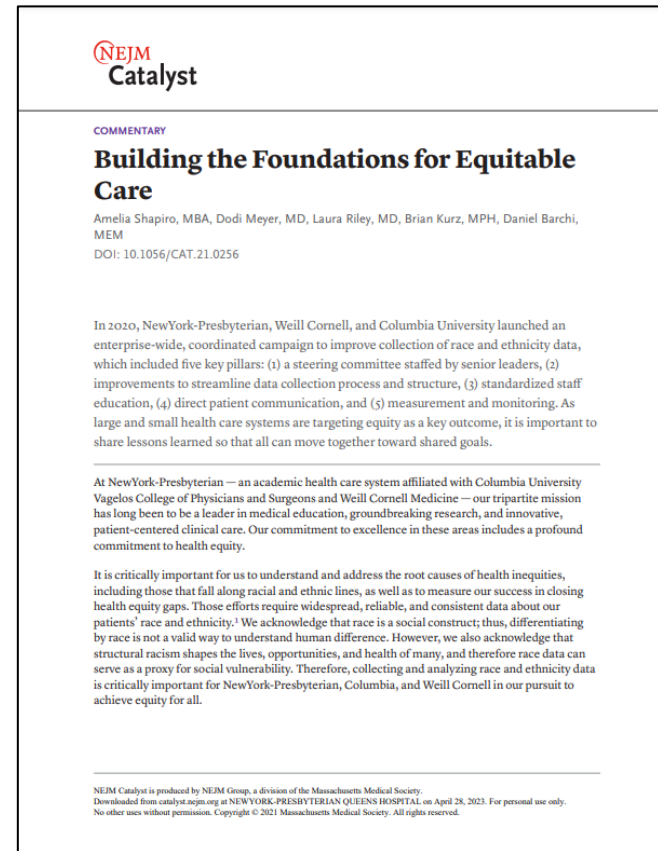 NEJM
Catalyst
COMMENTARY
Building the Foundations for Equitable
Care
Amelia Shapiro, MBA, Dodi Meyer, MD, Laura Riley, MD, Brian Kurz, MPH, Daniel Barchi,
MEM
DOI: 10.1056/CAT.21.0256
In 2020, NewYork-Presbyterian, Weill Cornell, and Columbia University launched an
enterprise-wide, coordinated campaign to improve collection of race and ethnicity data,
which included five key pillars: (1) a steering committee staffed by senior leaders, (2)
improvements to streamline data collection process and structure, (3) standardized staff
education, (4) direct patient communication, and (5) measurement and monitoring. As
large and small health care systems are targeting equity as a key outcome, it is important to
share lessons learned so that all can move together toward shared goals.
At NewYork-Presbyterian — an academic health care system affiliated with Columbia University
Vagelos College of Physicians and Surgeons and Weill Cornell Medicine — our tripartite mission
has long been to be a leader in medical education, groundbreaking research, and innovative,
patient-centered clinical care. Our commitment to excellence in these areas includes a profound
commitment to health equity.
It is critically important for us to understand and address the root causes of health inequities,
including those that fall along racial and ethnic lines, as well as to measure our success in closing
health equity gaps. Those efforts require widespread, reliable, and consistent data about our
patients' race and ethnicity.¹ We acknowledge that race is a social construct; thus, differentiating
by race is not a valid way to understand human difference. However, we also acknowledge that
structural racism shapes the lives, opportunities, and health of many, and therefore race data can
serve as a proxy for social vulnerability. Therefore, collecting and analyzing race and ethnicity data
is critically important for NewYork-Presbyterian, Columbia, and Weill Cornell in our pursuit to
achieve equity for all.
NEJM Catalyst is produced by NEJM Group, a division of the Massachusetts Medical Society.
Downloaded from catalyst.nejm.org at NEWYORK-PRESBYTERIAN QUEENS HOSPITAL on April 28, 2023. For personal use only.
No other uses without permission. Copyright © 2021 Massachusetts Medical Society. All rights reserved.